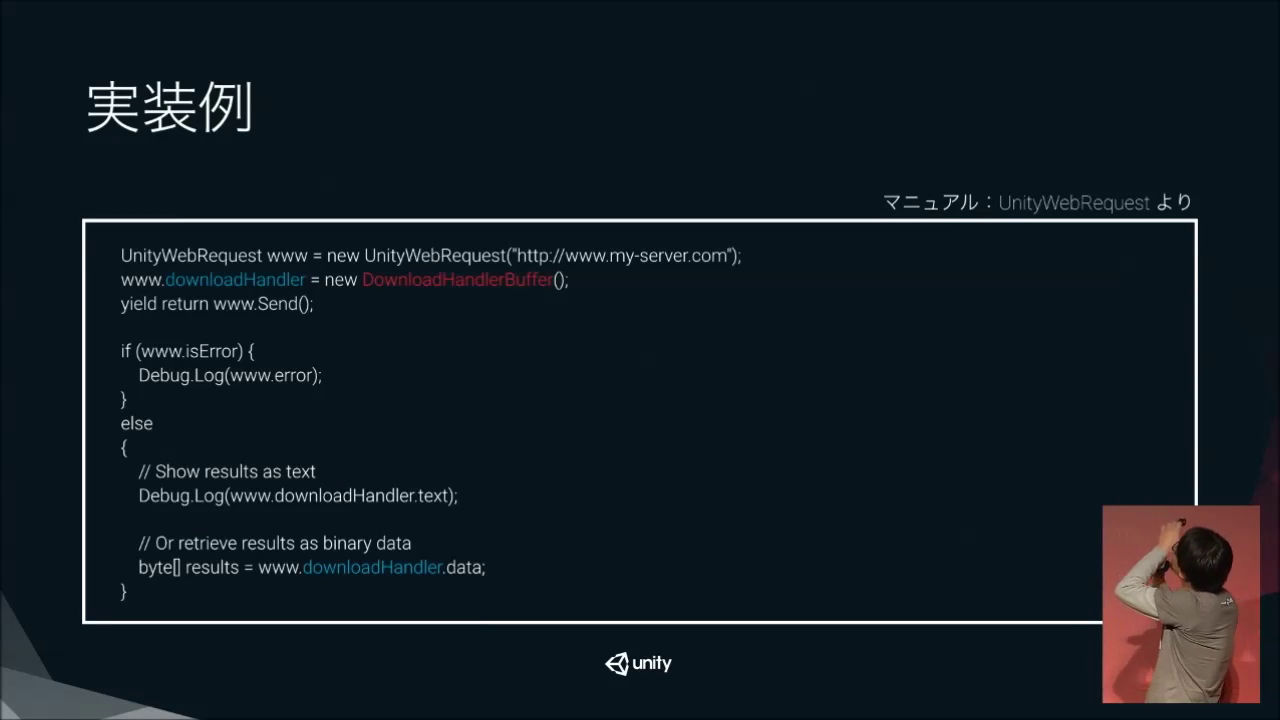 実装例
マニュアル：UnityWebRequest より
UnityWebRequest www = new UnityWebRequest("http://www.my-server.com");
www.downloadHandler = new DownloadHandlerBuffer();
yield return www.Send();
if (www.isError) {
Debug.Log(www.error);
}
else
{
// Show results as text
Debug.Log(www.downloadHandler.text);
// Or retrieve results as binary data
byte[] results = www.downloadHandler.data;
}
unity